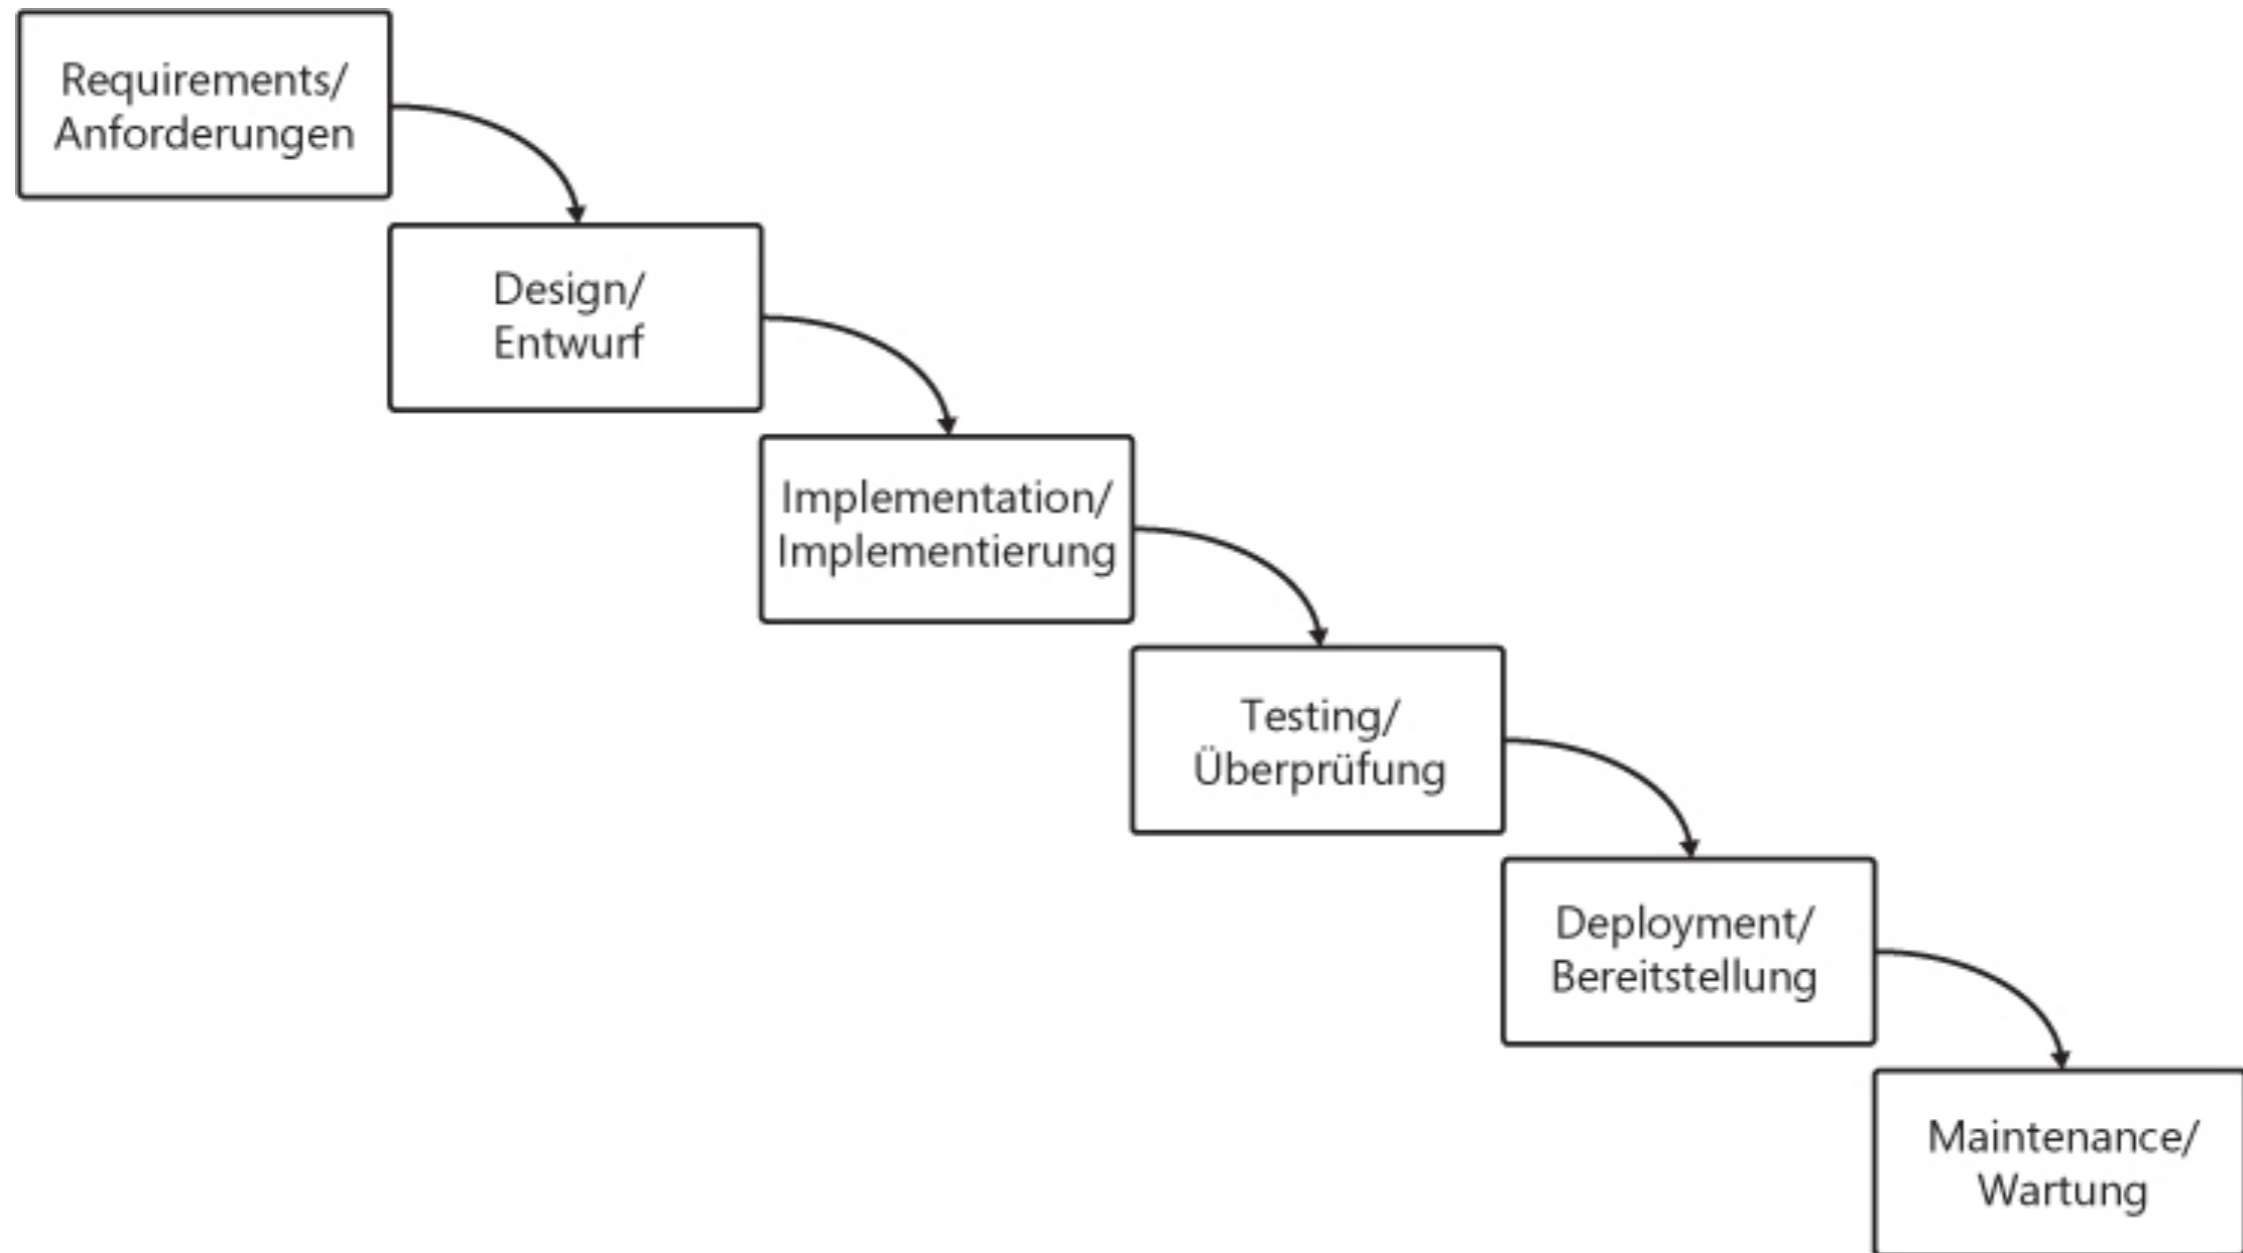 Requirements/
Anforderungen
Design/
Entwurf
Implementation/
Implementierung
Testing/
Überprüfung
Deployment/
Bereitstellung
Maintenance/
Wartung